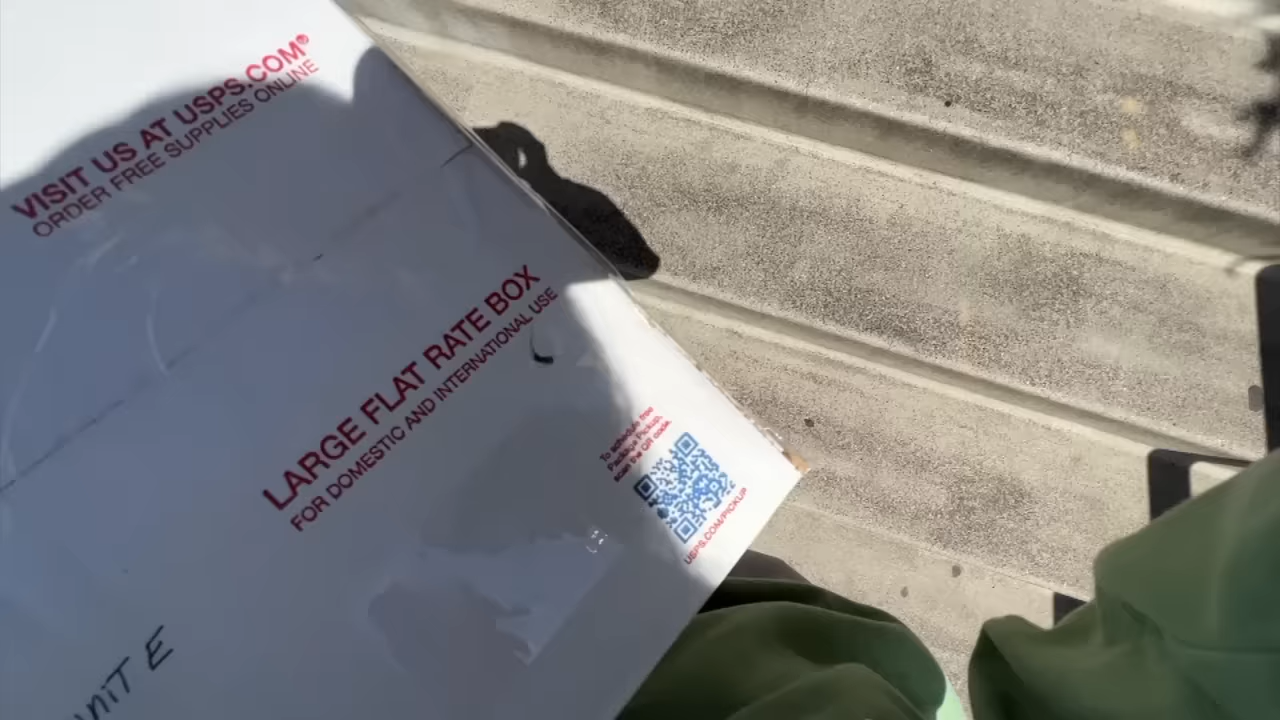 VISIT US AT USPS.COM®
ORDER FREE SUPPLIES ONLINE
LARGE FLAT RATE BOX
FOR DOMESTIC AND INTERNATIONAL USE
To schedule free
Package Pickup,
scan the QR code.
USPS.COM/PICKUP
E